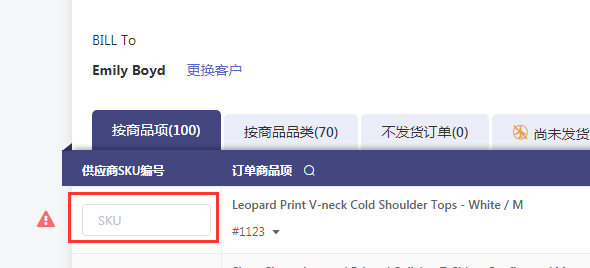 BILL To
Emily Boyd 更换客户
按商品项(100) 按商品品类(70) 不发货订单(0) 尚未发货
供应商SKU编号 订单商品项
SKU
Leopard Print V-neck Cold Shoulder Tops - White / M
#1123